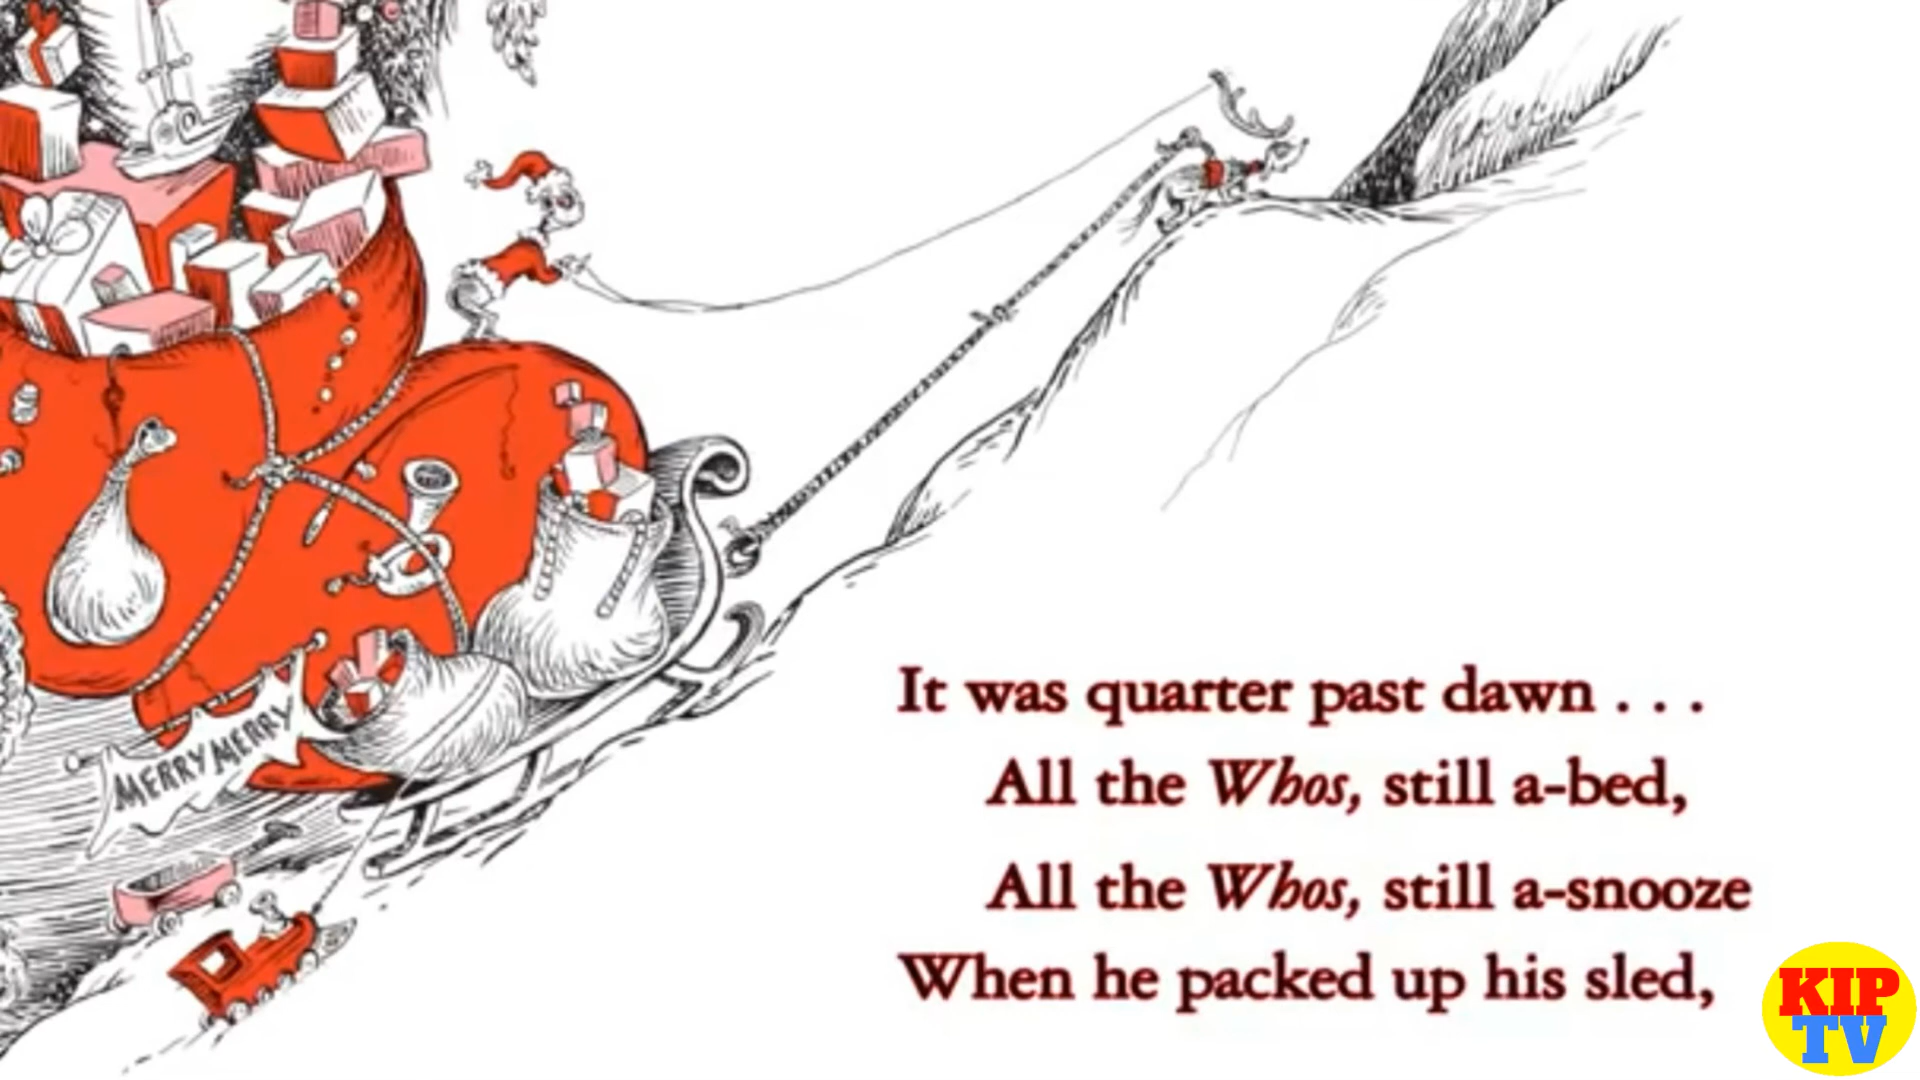 MERRY MERRY
It was quarter past dawn . . .
All the Whos, still a-bed,
All the Whos, still a-snooze
When he packed up his sled,
KIP
TV